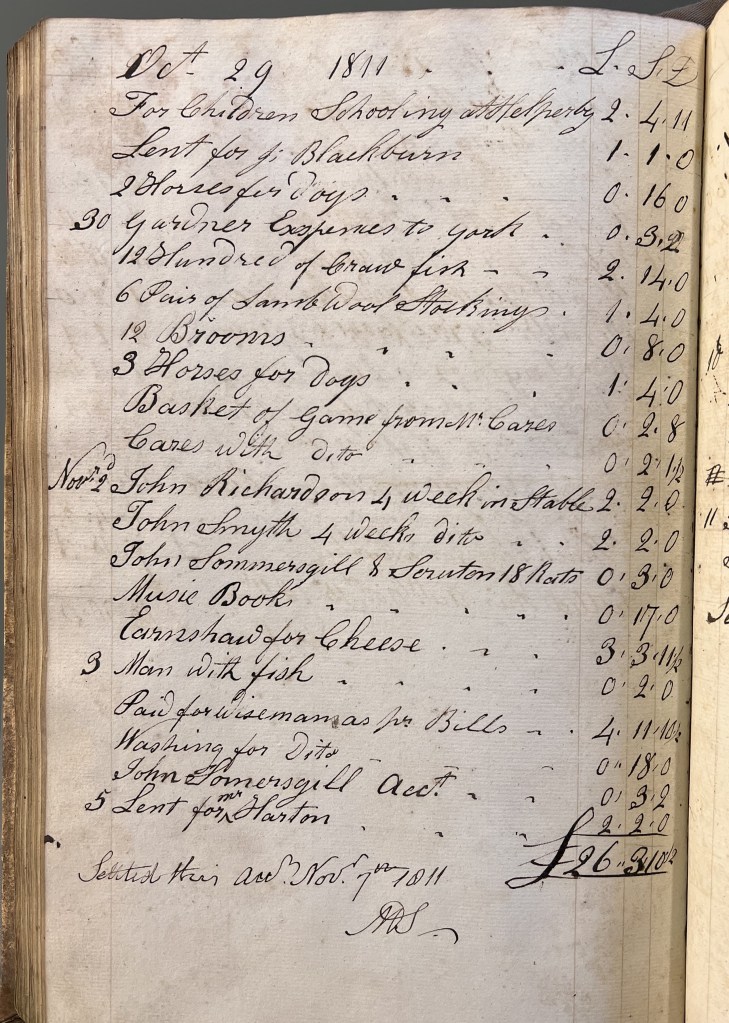 Oct. 29 1811 L. S. D
For Children Schooling at Helperby 2. 4. 11
Lent for J: Blackburn 1. 1. 0
2 Horses for Dogs 0. 16 0
30 Gardner Expenses to York 0. 3. 2
12 Hundred of Craw fish 2. 14. 0
6 Pair of Lamb Wool Stockings 1. 4. 0
12 Brooms 0. 8. 0
3 Horses for Dogs 1. 4. 0
Basket of Game from Mr. Cares 0. 2. 8
Cares with dito 0. 2. 1½
Novr. 2d John Richardson 4 week in Stable 2. 2. 0
John Smyth 4 weeks dito 2. 2. 0
John Sommersgill & Scruton 18 Rats 0. 3. 0
Music Books 0. 17. 0
Earnshaw for Cheese 3. 3. 11½
3 Man with fish 0. 2. 0
Paid for Wiseman as pr Bills 4. 11. 10½
Washing for Dito 0. 18. 0
John Somersgill Acct. 0. 3. 2
5 Lent for mr Harton 2. 2. 0
£26. 3. 10½
Settled this acct. Novr. 7th 1811